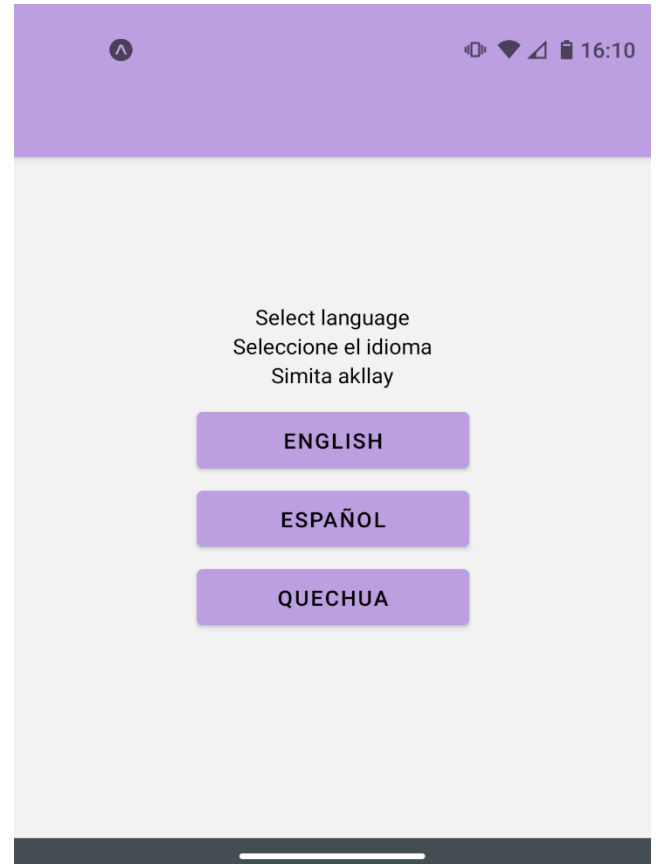 16:10
Select language
Seleccione el idioma
Simita akllay
ENGLISH
ESPAÑOL
QUECHUA